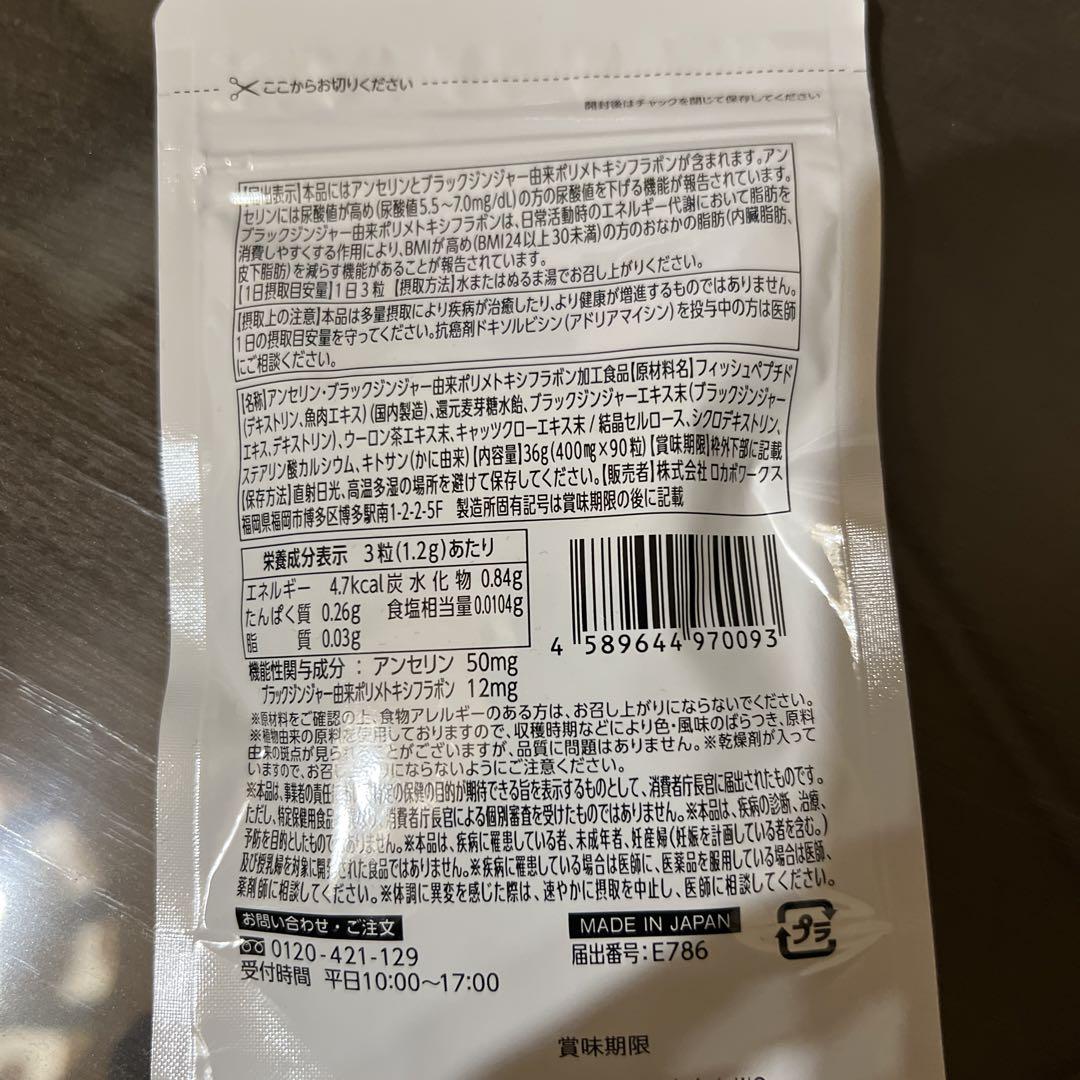 ここからお切りください
開封後はチャックを閉じて保存してください
【届出表示】本品にはアンセリンとブラックジンジャー由来ポリメトキシフラボンが含まれます。アン
セリンには尿酸値が高め(尿酸値5.5～7.0mg/dL)の方の尿酸値を下げる機能が報告されています。
ブラックジンジャー由来ポリメトキシフラボンは、日常活動時のエネルギー代謝において脂肪を
消費しやすくする作用により、BMIが高め(BMI24以上30未満)の方のおなかの脂肪(内臓脂肪、
皮下脂肪)を減らす機能があることが報告されています。
【1日摂取目安量】1日3粒【摂取方法】水またはぬるま湯でお召し上がりください。
【摂取上の注意】本品は多量摂取により疾病が治癒したり、より健康が増進するものではありません。
1日の摂取目安量を守ってください。抗癌剤ドキソルビシン(アドリアマイシン)を投与中の方は医師
にご相談ください。
【名称】アンセリン・ブラックジンジャー由来ポリメトキシフラボン加工食品【原材料名】フィッシュペプチド
(デキストリン、魚肉エキス)(国内製造)、還元麦芽糖水飴、ブラックジンジャーエキス末(ブラックジンジャー
エキス、デキストリン)、ウーロン茶エキス末、キャッツクローエキス末/結晶セルロース、シクロデキストリン、
ステアリン酸カルシウム、キトサン(かに由来)【内容量】36g(400mg×90粒)【賞味期限】枠外下部に記載
【保存方法】直射日光、高温多湿の場所を避けて保存してください。【販売者】株式会社ロカボワークス
福岡県福岡市博多区博多駅南1-2-2-5F 製造所固有記号は賞味期限の後に記載
栄養成分表示 3粒(1.2g)あたり
エネルギー 4.7kcal 炭水化物 0.84g
たんぱく質 0.26g 食塩相当量 0.0104g
脂質 0.03g
4 589644 970093
機能性関与成分 : アンセリン 50mg
ブラックジンジャー由来ポリメトキシフラボン 12mg
※原材料をご確認の上、食物アレルギーのある方は、お召し上がりにならないでください。
※植物由来の原料を使用しておりますので、収穫時期などにより色・風味のばらつき、原料
由来の斑点が見られることがございますが、品質に問題はありません。※乾燥剤が入って
いますので、お召し にならないようにご注意ください。
※本品は、事業者の責任 の保健の目的が期待できる旨を表示するものとして、消費者庁長官に届出されたものです。
ただし、特定保健用食品 消費者庁長官による個別審査を受けたものではありません。※本品は、疾病の診断、治療、
予防を目的としたものではありません。※本品は、疾病に罹患している者、未成年者、妊産婦(妊娠を計画している者を含む。)
及び授乳婦を対象に開発された食品ではありません。※疾病に罹患している場合は医師に、医薬品を服用している場合は医師、
薬剤師に相談してください。※体調に異変を感じた際は、速やかに摂取を中止し、医師に相談してください。
お問い合わせ・ご注文
0120-421-129
受付時間 平日10:00～17:00
MADE IN JAPAN
届出番号:E786
プラ
賞味期限